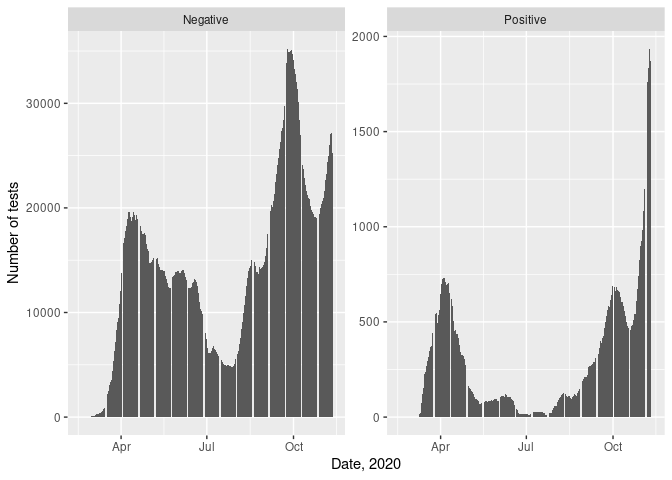 Negative
Positive
Number of tests
30000
20000
10000
0
2000
1500
1000
500
0
Apr
Jul
Oct
Apr
Jul
Oct
Date, 2020